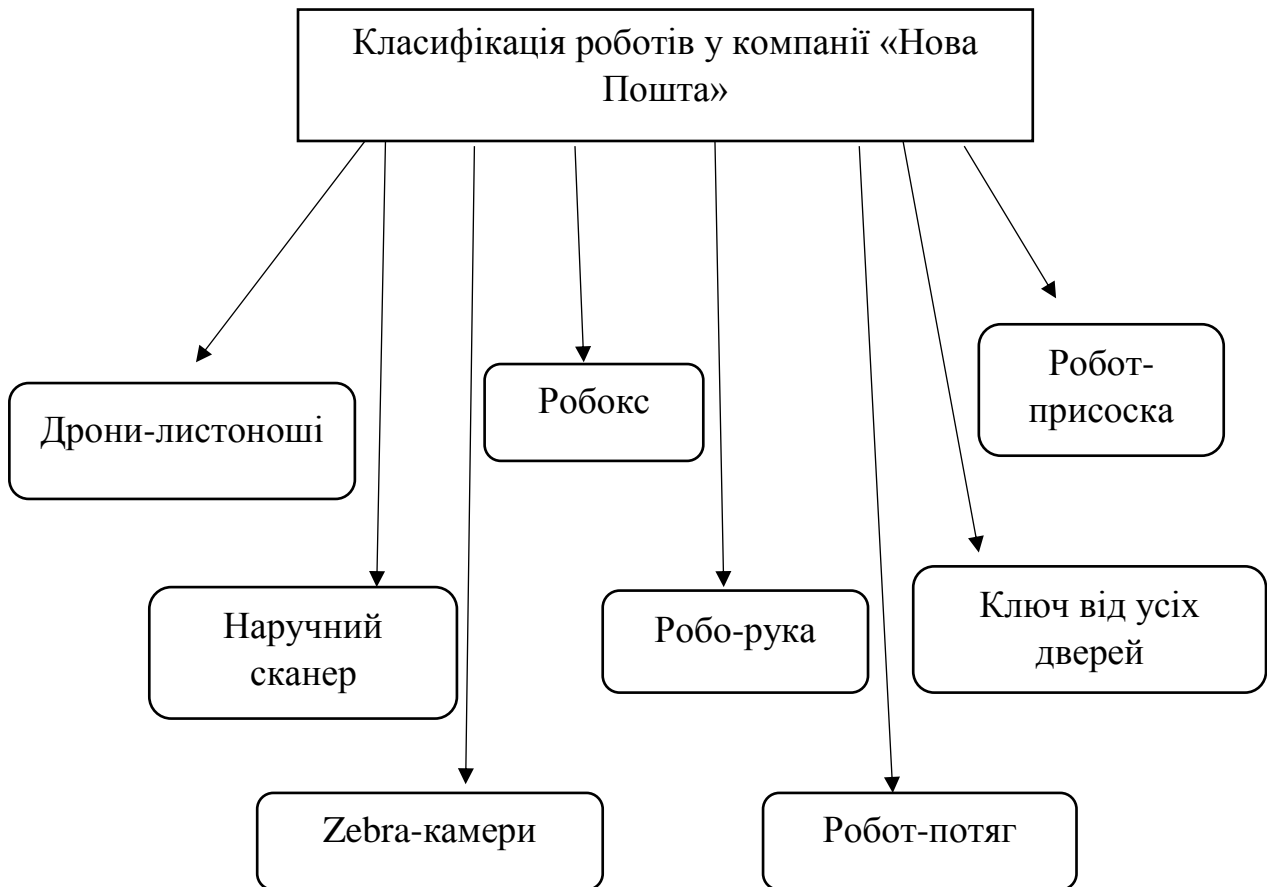 Класифікація роботів у компанії «Нова
Пошта»
Робот-
присоска
Робокс
Дрони-листоноші
Ключ від усіх
дверей
Наручний
сканер
Робо-рука
Zebra-камери
Робот-потяг